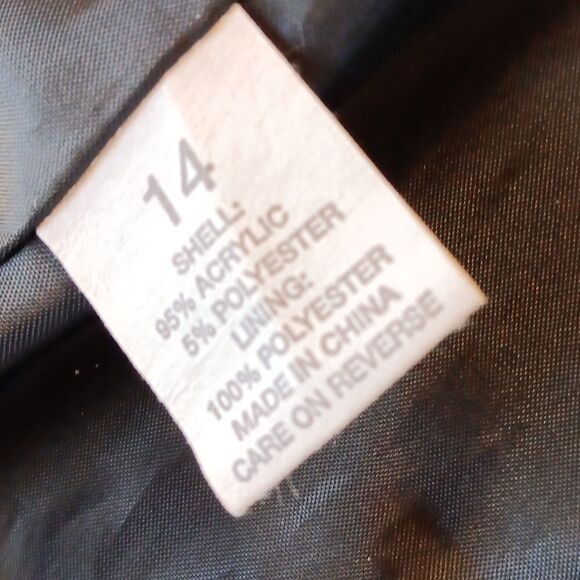 14
SHELL:
95% ACRYLIC
5% POLYESTER
LINING:
100% POLYESTER
MADE IN CHINA
CARE ON REVERSE